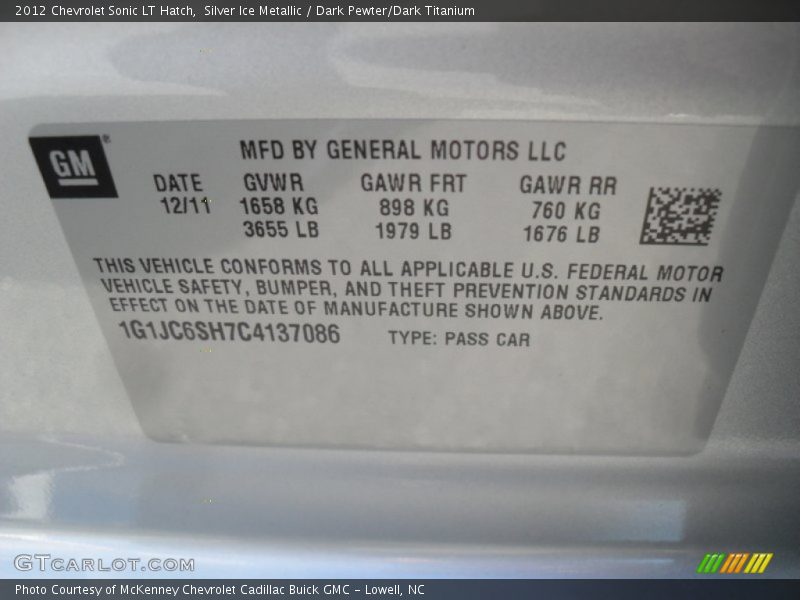 2012 Chevrolet Sonic LT Hatch,  Silver Ice Metallic / Dark Pewter/Dark Titanium
GM®
MFD BY GENERAL MOTORS LLC
DATE GVWR GAWR FRT GAWR RR
12/11 1658 KG 898 KG 760 KG
3655 LB 1979 LB 1676 LB
THIS VEHICLE CONFORMS TO ALL APPLICABLE U.S. FEDERAL MOTOR
VEHICLE SAFETY, BUMPER, AND THEFT PREVENTION STANDARDS IN
EFFECT ON THE DATE OF MANUFACTURE SHOWN ABOVE.
1G1JC6SH7C4137086 TYPE: PASS CAR
GTCARLOT.COM
Photo Courtesy of McKenney Chevrolet Cadillac Buick GMC - Lowell, NC